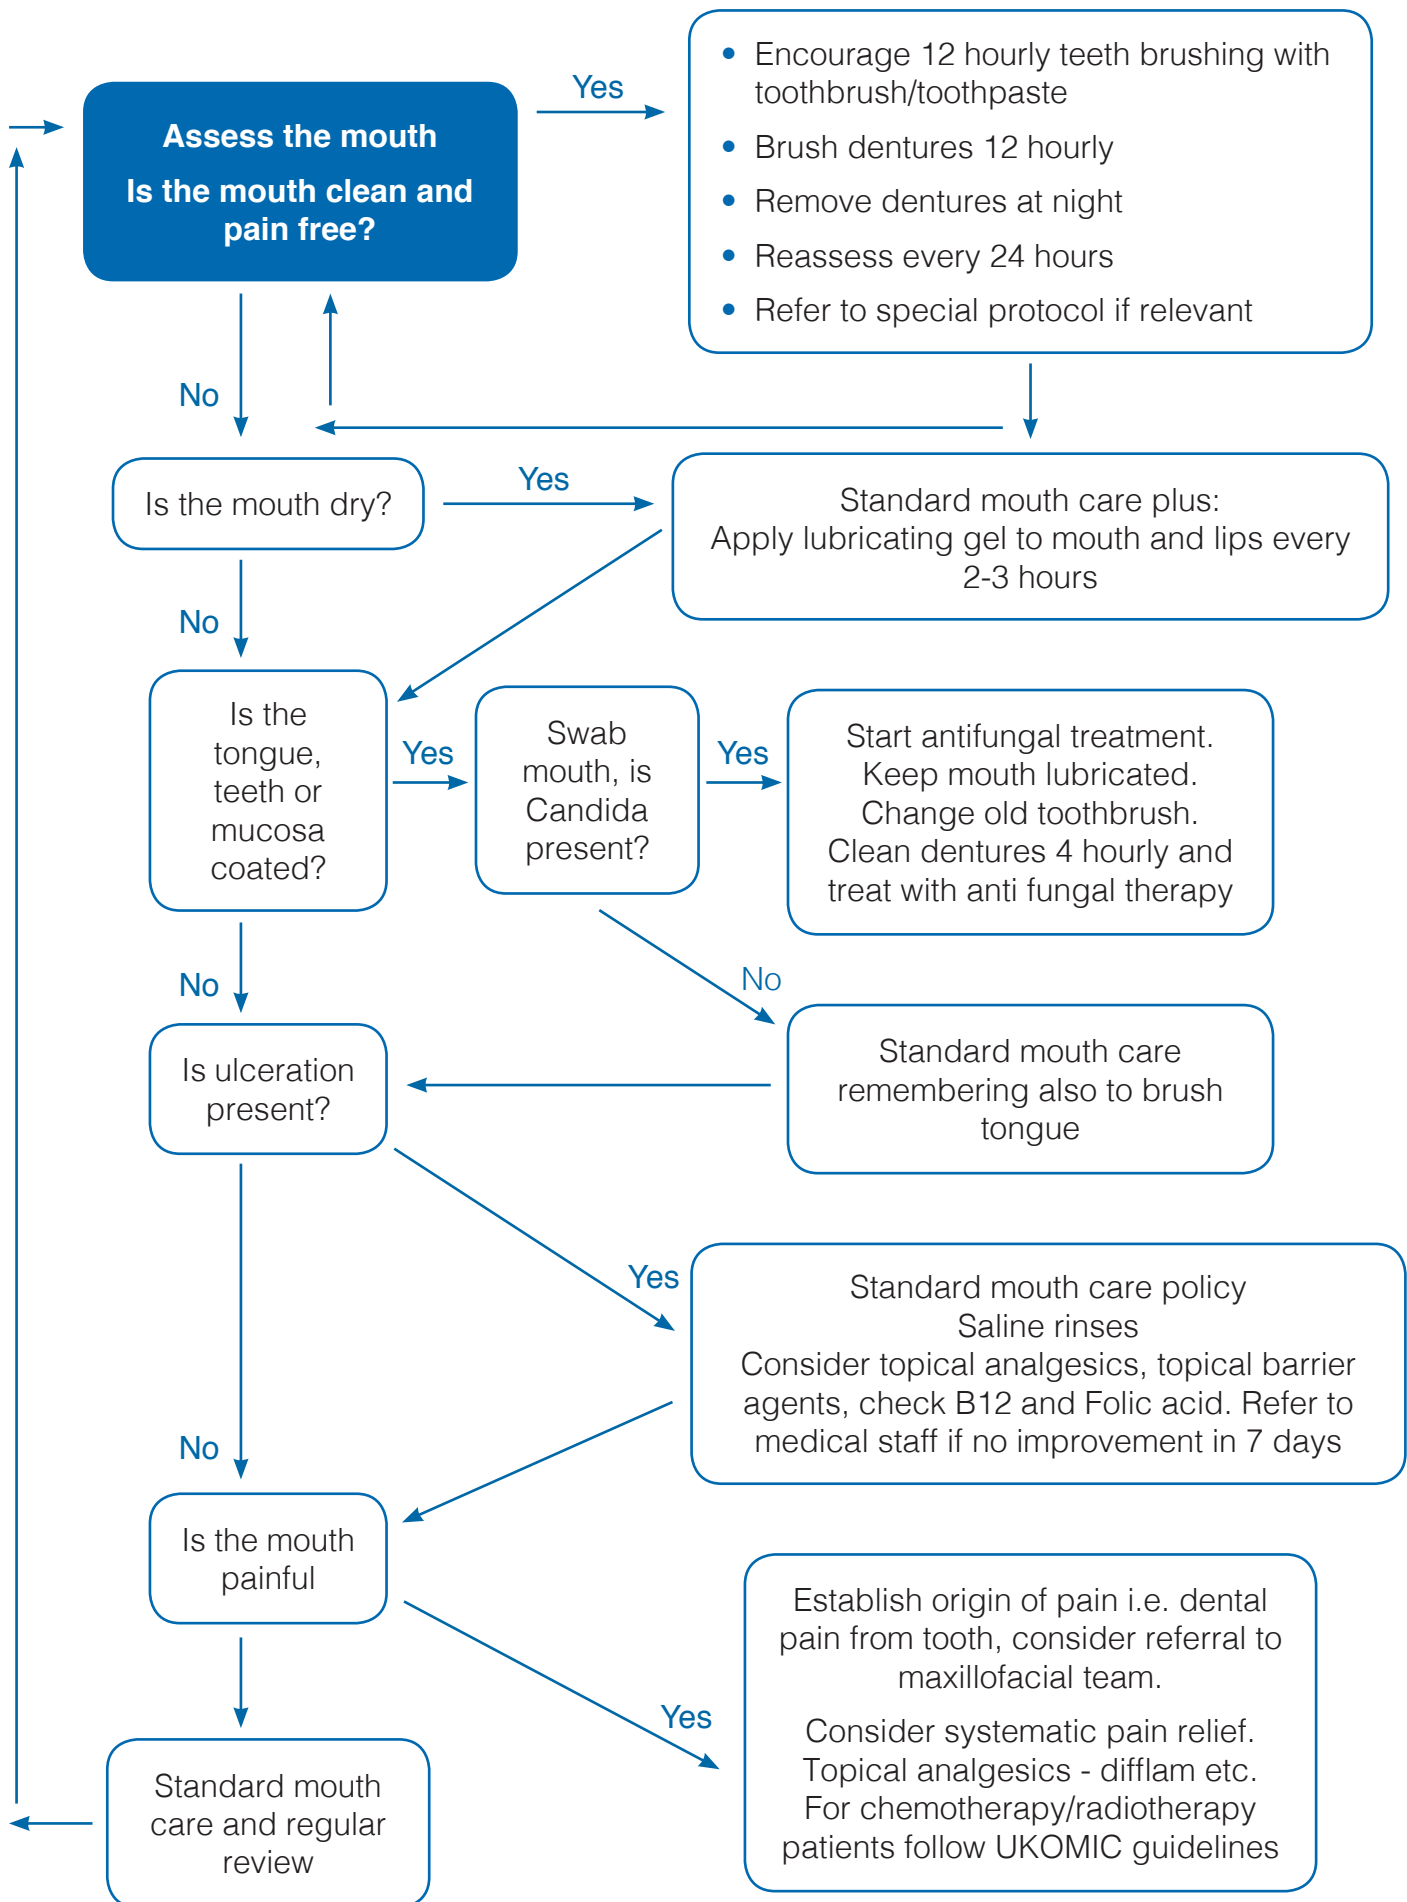 Assess the mouth
Is the mouth clean and
pain free?
Yes
• Encourage 12 hourly teeth brushing with
toothbrush/toothpaste
• Brush dentures 12 hourly
• Remove dentures at night
• Reassess every 24 hours
• Refer to special protocol if relevant
No
Is the mouth dry?
Yes
Standard mouth care plus:
Apply lubricating gel to mouth and lips every
2-3 hours
No
Is the
tongue,
teeth or
mucosa
coated?
Yes
Swab
mouth, is
Candida
present?
Yes
Start antifungal treatment.
Keep mouth lubricated.
Change old toothbrush.
Clean dentures 4 hourly and
treat with anti fungal therapy
No
No
Standard mouth care
remembering also to brush
tongue
Is ulceration
present?
Yes
Standard mouth care policy
Saline rinses
Consider topical analgesics, topical barrier
agents, check B12 and Folic acid. Refer to
medical staff if no improvement in 7 days
No
Is the mouth
painful
Yes
Establish origin of pain i.e. dental
pain from tooth, consider referral to
maxillofacial team.
Consider systematic pain relief.
Topical analgesics - difflam etc.
For chemotherapy/radiotherapy
patients follow UKOMIC guidelines
Standard mouth
care and regular
review